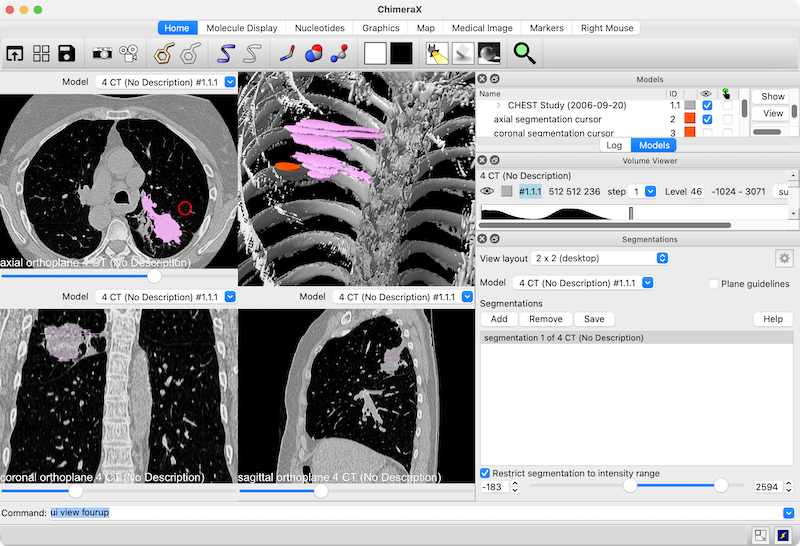 ChimeraX
Home Molecule Display Nucleotides Graphics Map Medical Image Markers Right Mouse
Model 4 CT (No Description) #1.1.1
axial orthoplane 4 CT (No Description)
Model 4 CT (No Description) #1.1.1
Model 4 CT (No Description) #1.1.1
coronal orthoplane 4 CT (No Description)
sagittal orthoplane 4 CT (No Description)
Models
Name ID
CHEST Study (2006-09-20) 1.1
axial segmentation cursor 2
coronal segmentation cursor 3
Show
View
Log Models
Volume Viewer
4 CT (No Description)
#1.1.1 512 512 236 step 1 Level 46 -1024 - 3071 su
Segmentations
View layout 2 x 2 (desktop)
Model 4 CT (No Description) #1.1.1 Plane guidelines
Segmentations
Add Remove Save Help
segmentation 1 of 4 CT (No Description)
Restrict segmentation to intensity range
-183 2594
Command: ui view fourup